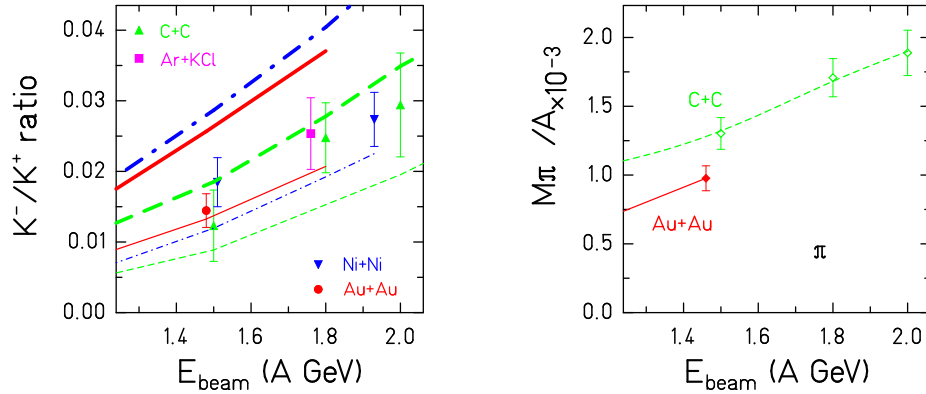 K⁻/K⁺ ratio
0.04
0.03
0.02
0.01
0.00
C+C
Ar+KCl
Ni+Ni
Au+Au
1.4 1.6 1.8 2.0
E_beam (A GeV)
Mπ /A×10-3
2.0
1.5
1.0
0.5
0.0
C+C
Au+Au
π
1.4 1.6 1.8 2.0
E_beam (A GeV)